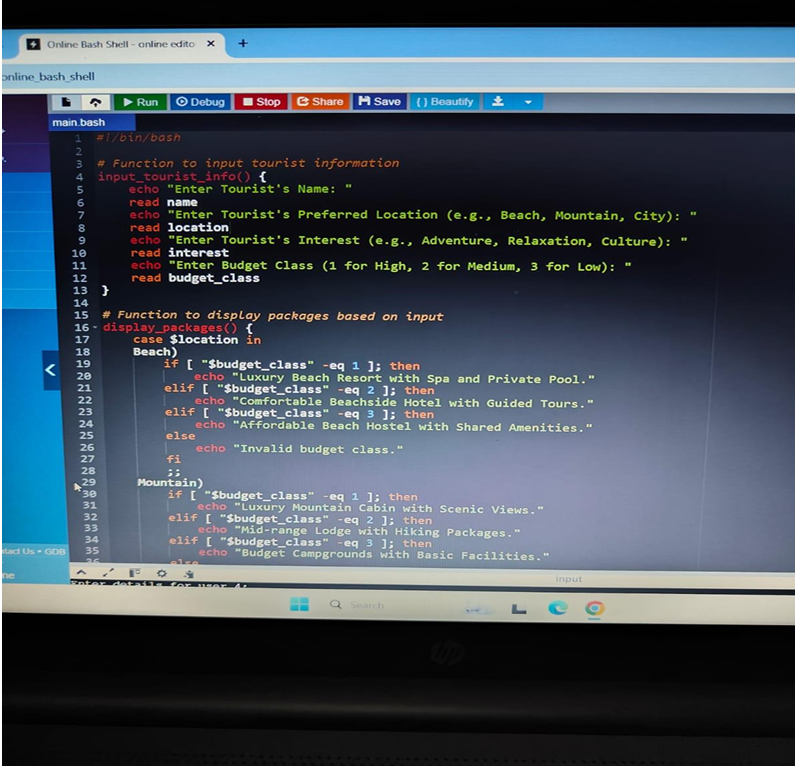 Online Bash Shell - online edito × +
online_bash_shell
Run Debug Stop Share Save { } Beautify
main.bash
1 #!/bin/bash
2
3 # Function to input tourist information
4 input_tourist_info() {
5 echo "Enter Tourist's Name: "
6 read name
7 echo "Enter Tourist's Preferred Location (e.g., Beach, Mountain, City): "
8 read location
9 echo "Enter Tourist's Interest (e.g., Adventure, Relaxation, Culture): "
10 read interest
11 echo "Enter Budget Class (1 for High, 2 for Medium, 3 for Low): "
12 read budget_class
13 }
14
15 # Function to display packages based on input
16 display_packages() {
17 case $location in
18 Beach)
19 if [ "$budget_class" -eq 1 ]; then
20 echo "Luxury Beach Resort with Spa and Private Pool."
21 elif [ "$budget_class" -eq 2 ]; then
22 echo "Comfortable Beachside Hotel with Guided Tours."
23 elif [ "$budget_class" -eq 3 ]; then
24 echo "Affordable Beach Hostel with Shared Amenities."
25 else
26 echo "Invalid budget class."
27 fi
28 ;;
29 Mountain)
30 if [ "$budget_class" -eq 1 ]; then
31 echo "Luxury Mountain Cabin with Scenic Views."
32 elif [ "$budget_class" -eq 2 ]; then
33 echo "Mid-range Lodge with Hiking Packages."
34 elif [ "$budget_class" -eq 3 ]; then
35 echo "Budget Campgrounds with Basic Facilities."
36 else
tact Us • GDB
me
input
Enter details for user 4:
Search
hp